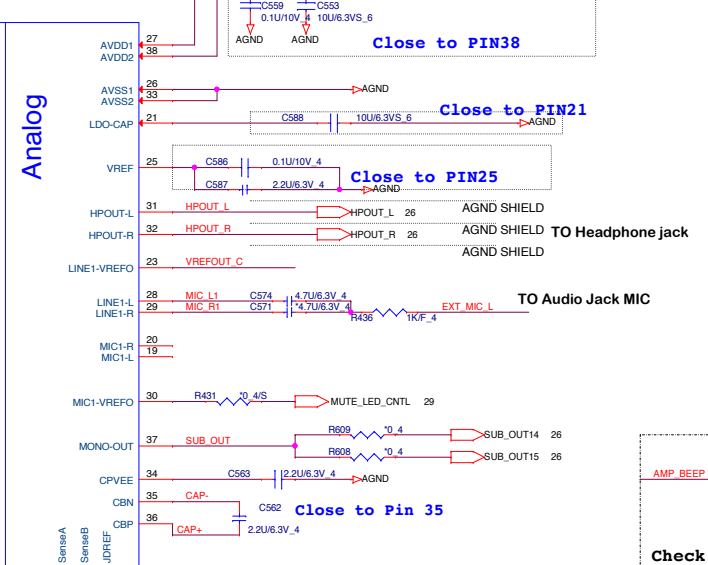 C559 C553
0.1U/10V_4 10U/6.3VS_6
AGND AGND
Close to PIN38
AVDD1 27
AVDD2 38
AVSS1 26 AGND
AVSS2 33
Close to PIN21
LDO-CAP 21 C588 10U/6.3VS_6 AGND
VREF 25 C586 0.1U/10V_4
Close to PIN25
C587 2.2U/6.3V_4 AGND
AGND SHIELD
HPOUT-L 31 HPOUT_L HPOUT_L 26
AGND SHIELD
TO Headphone jack
HPOUT-R 32 HPOUT_R HPOUT_R 26
AGND SHIELD
LINE1-VREFO 23 VREFOUT_C
TO Audio Jack MIC
LINE1-L 28 MIC_L1 C574 4.7U/6.3V_4
LINE1-R 29 MIC_R1 C571 *4.7U/6.3V_4 R436 1K/F_4 EXT_MIC_L
MIC1-R 20
MIC1-L 19
MIC1-VREFO 30 R431 *0_4/S MUTE_LED_CNTL 29
R609 *0_4 SUB_OUT14 26
MONO-OUT 37 SUB_OUT
R608 *0_4 SUB_OUT15 26
CPVEE 34 C563 2.2U/6.3V_4 AGND
CBN 35 CAP-
C562 Close to Pin 35
CBP 36 CAP+ 2.2U/6.3V_4
Analog
SenseA
SenseB
JDREF
AMP_BEEP
Check